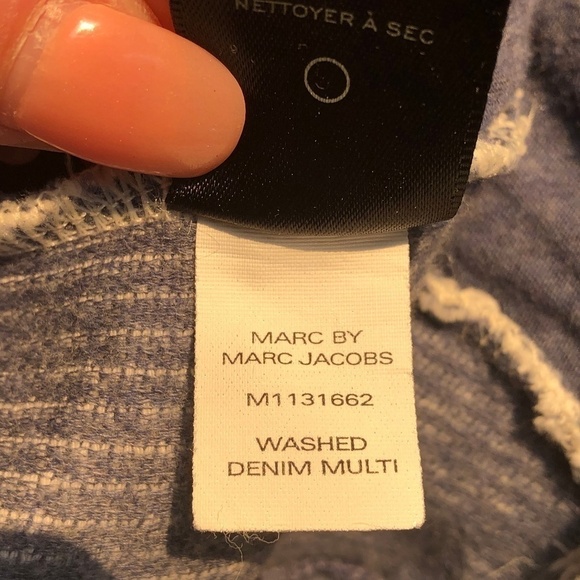 NETTOYER À SEC
MARC BY
MARC JACOBS
M1131662
WASHED
DENIM MULTI